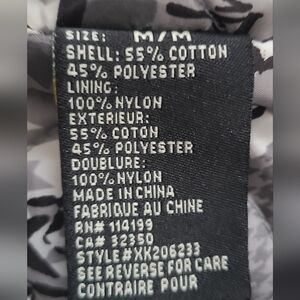 SIZE: M/M
SHELL: 55% COTTON
45% POLYESTER
LINING:
100% NYLON
EXTERIEUR:
55% COTON
45% POLYESTER
DOUBLURE:
100% NYLON
MADE IN CHINA
FABRIQUE AU CHINE
RN# 114199
CA# 32350
STYLE# XK206233
SEE REVERSE FOR CARE
CONTRAIRE POUR